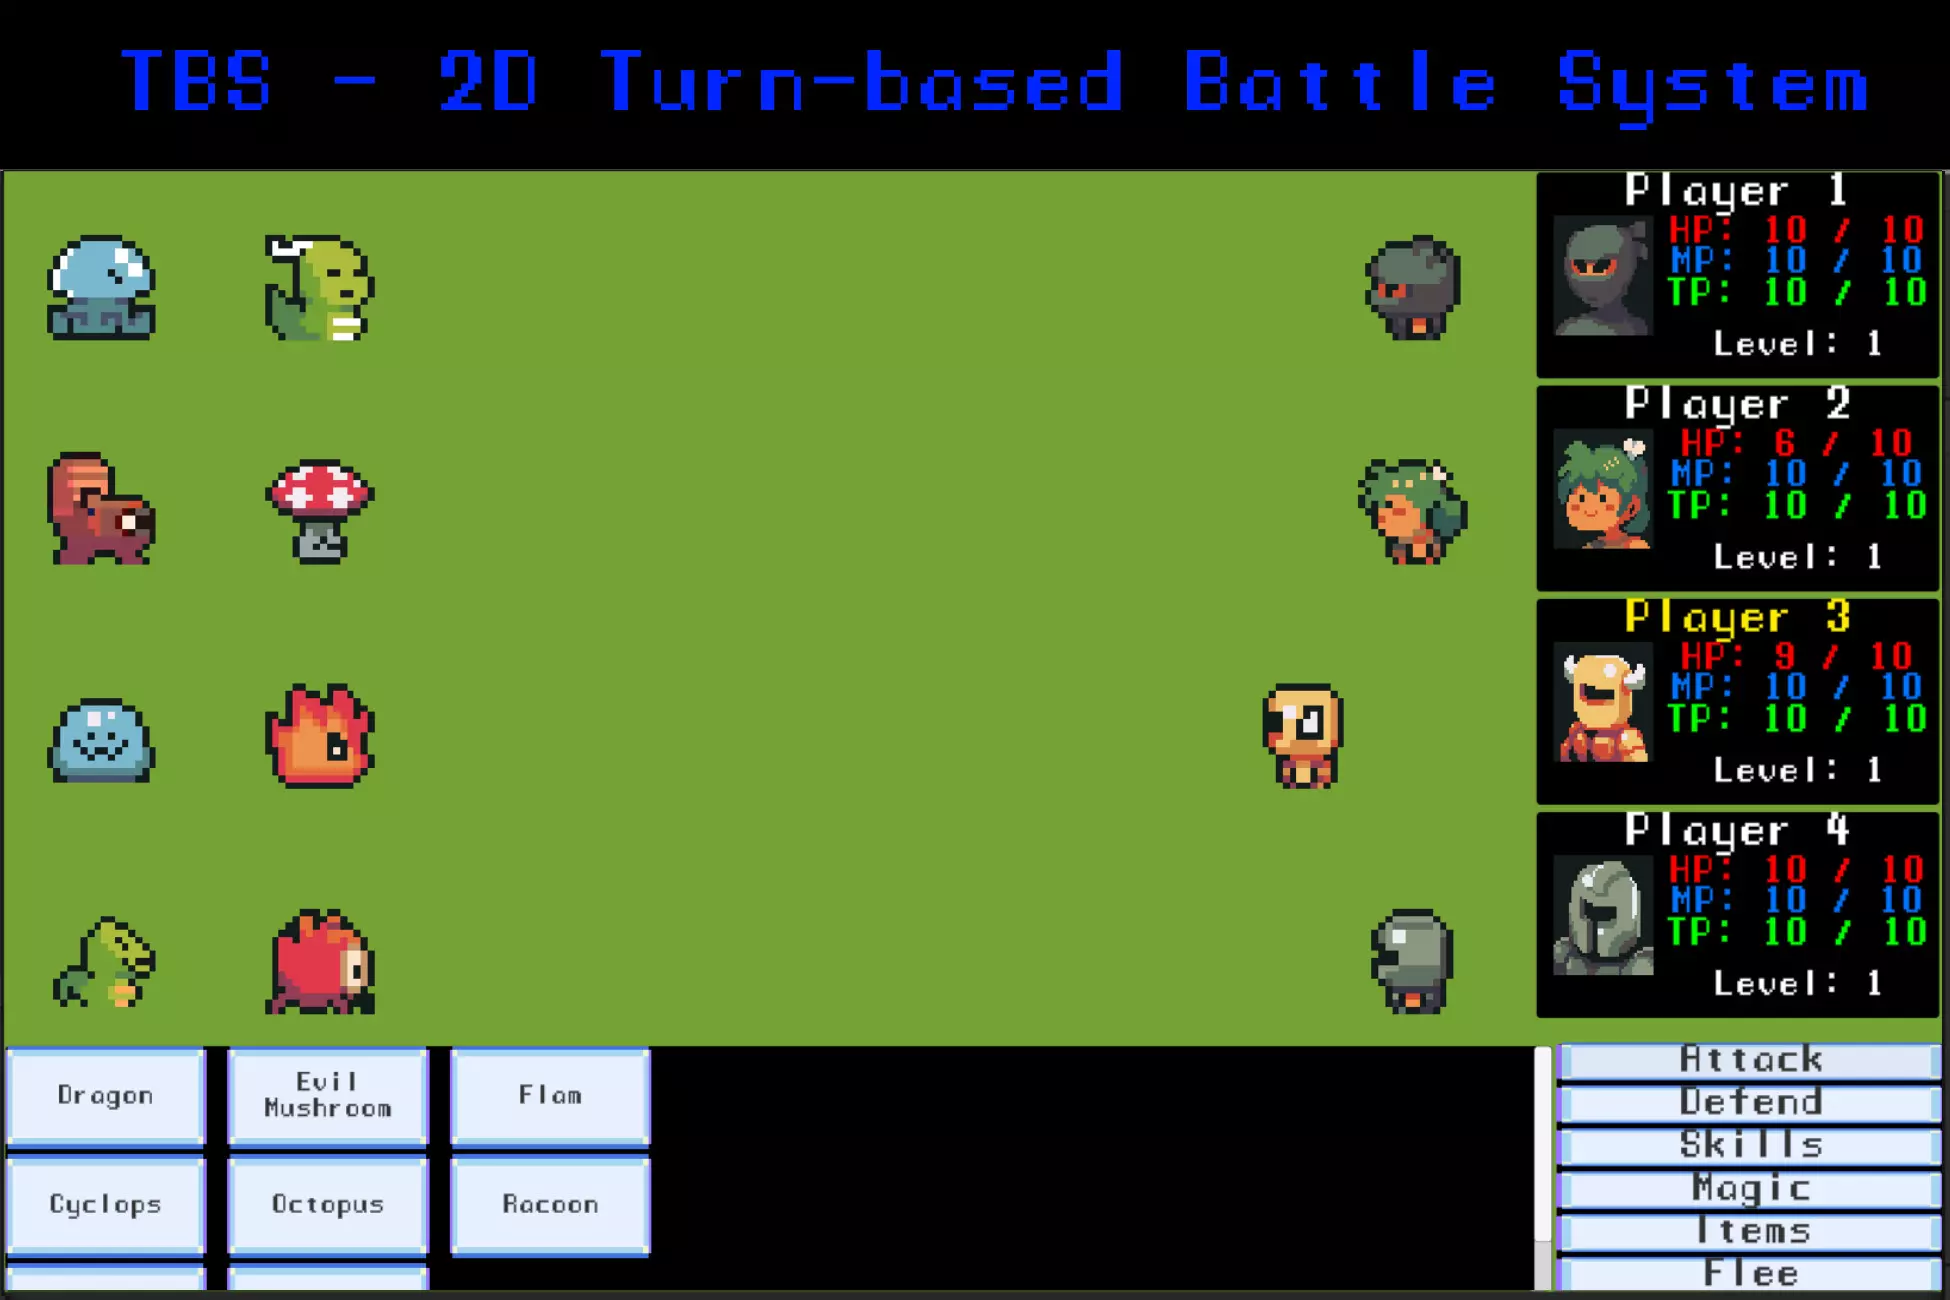 TBS - 2D Turn-based Battle System
Player 1
HP: 10 / 10
MP: 10 / 10
TP: 10 / 10
Level: 1
Player 2
HP: 6 / 10
MP: 10 / 10
TP: 10 / 10
Level: 1
Player 3
HP: 9 / 10
MP: 10 / 10
TP: 10 / 10
Level: 1
Player 4
HP: 10 / 10
MP: 10 / 10
TP: 10 / 10
Level: 1
Dragon
Evil
Mushroom
Flam
Cyclops
Octopus
Racoon
Attack
Defend
Skills
Magic
Items
Flee